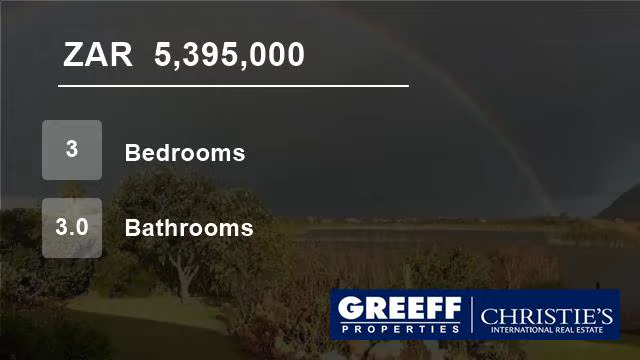 ZAR 5,395,000
3 Bedrooms
3.0 Bathrooms
GREEFF
PROPERTIES
CHRISTIE'S
INTERNATIONAL REAL ESTATE